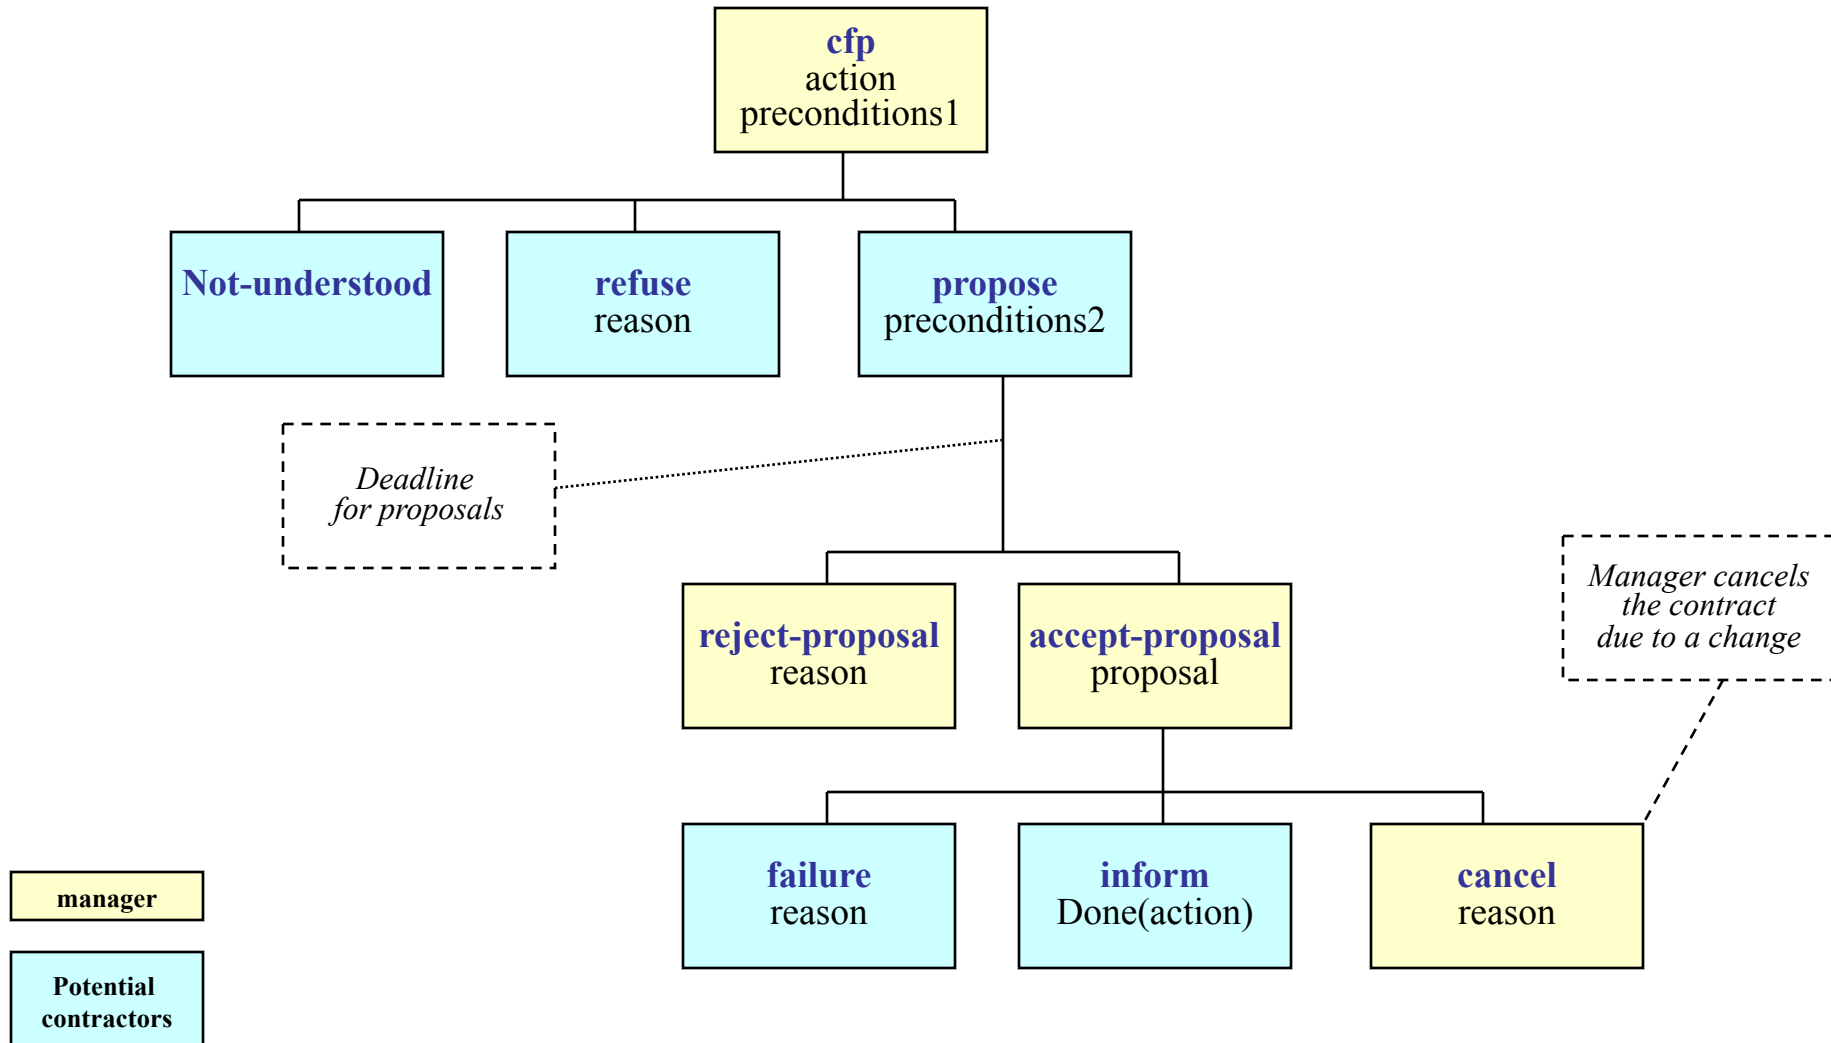 cfp
action
preconditions1
Not-understood
refuse
reason
propose
preconditions2
Deadline
for proposals
Manager cancels
the contract
due to a change
reject-proposal
reason
accept-proposal
proposal
failure
reason
inform
Done(action)
cancel
reason
manager
Potential
contractors